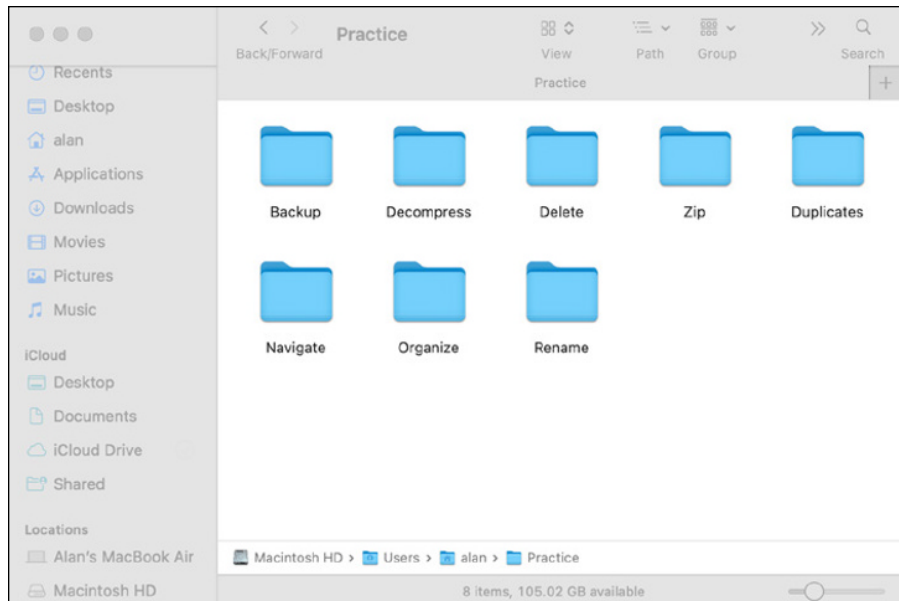 Practice
Back/Forward
View
Path
Group
Search
Practice
Recents
Desktop
alan
Applications
Downloads
Movies
Pictures
Music
iCloud
Desktop
Documents
iCloud Drive
Shared
Locations
Alan's MacBook Air
Macintosh HD
Backup
Decompress
Delete
Zip
Duplicates
Navigate
Organize
Rename
Macintosh HD › Users › alan › Practice
8 items, 105.02 GB available